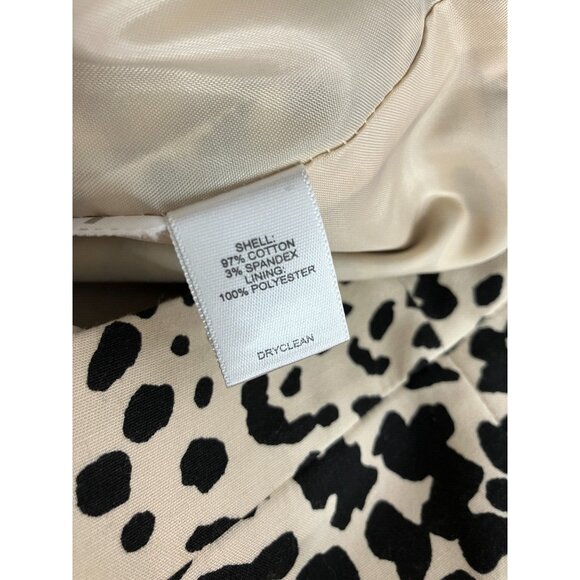 SHELL:
97% COTTON
3% SPANDEX
LINING:
100% POLYESTER
DRYCLEAN